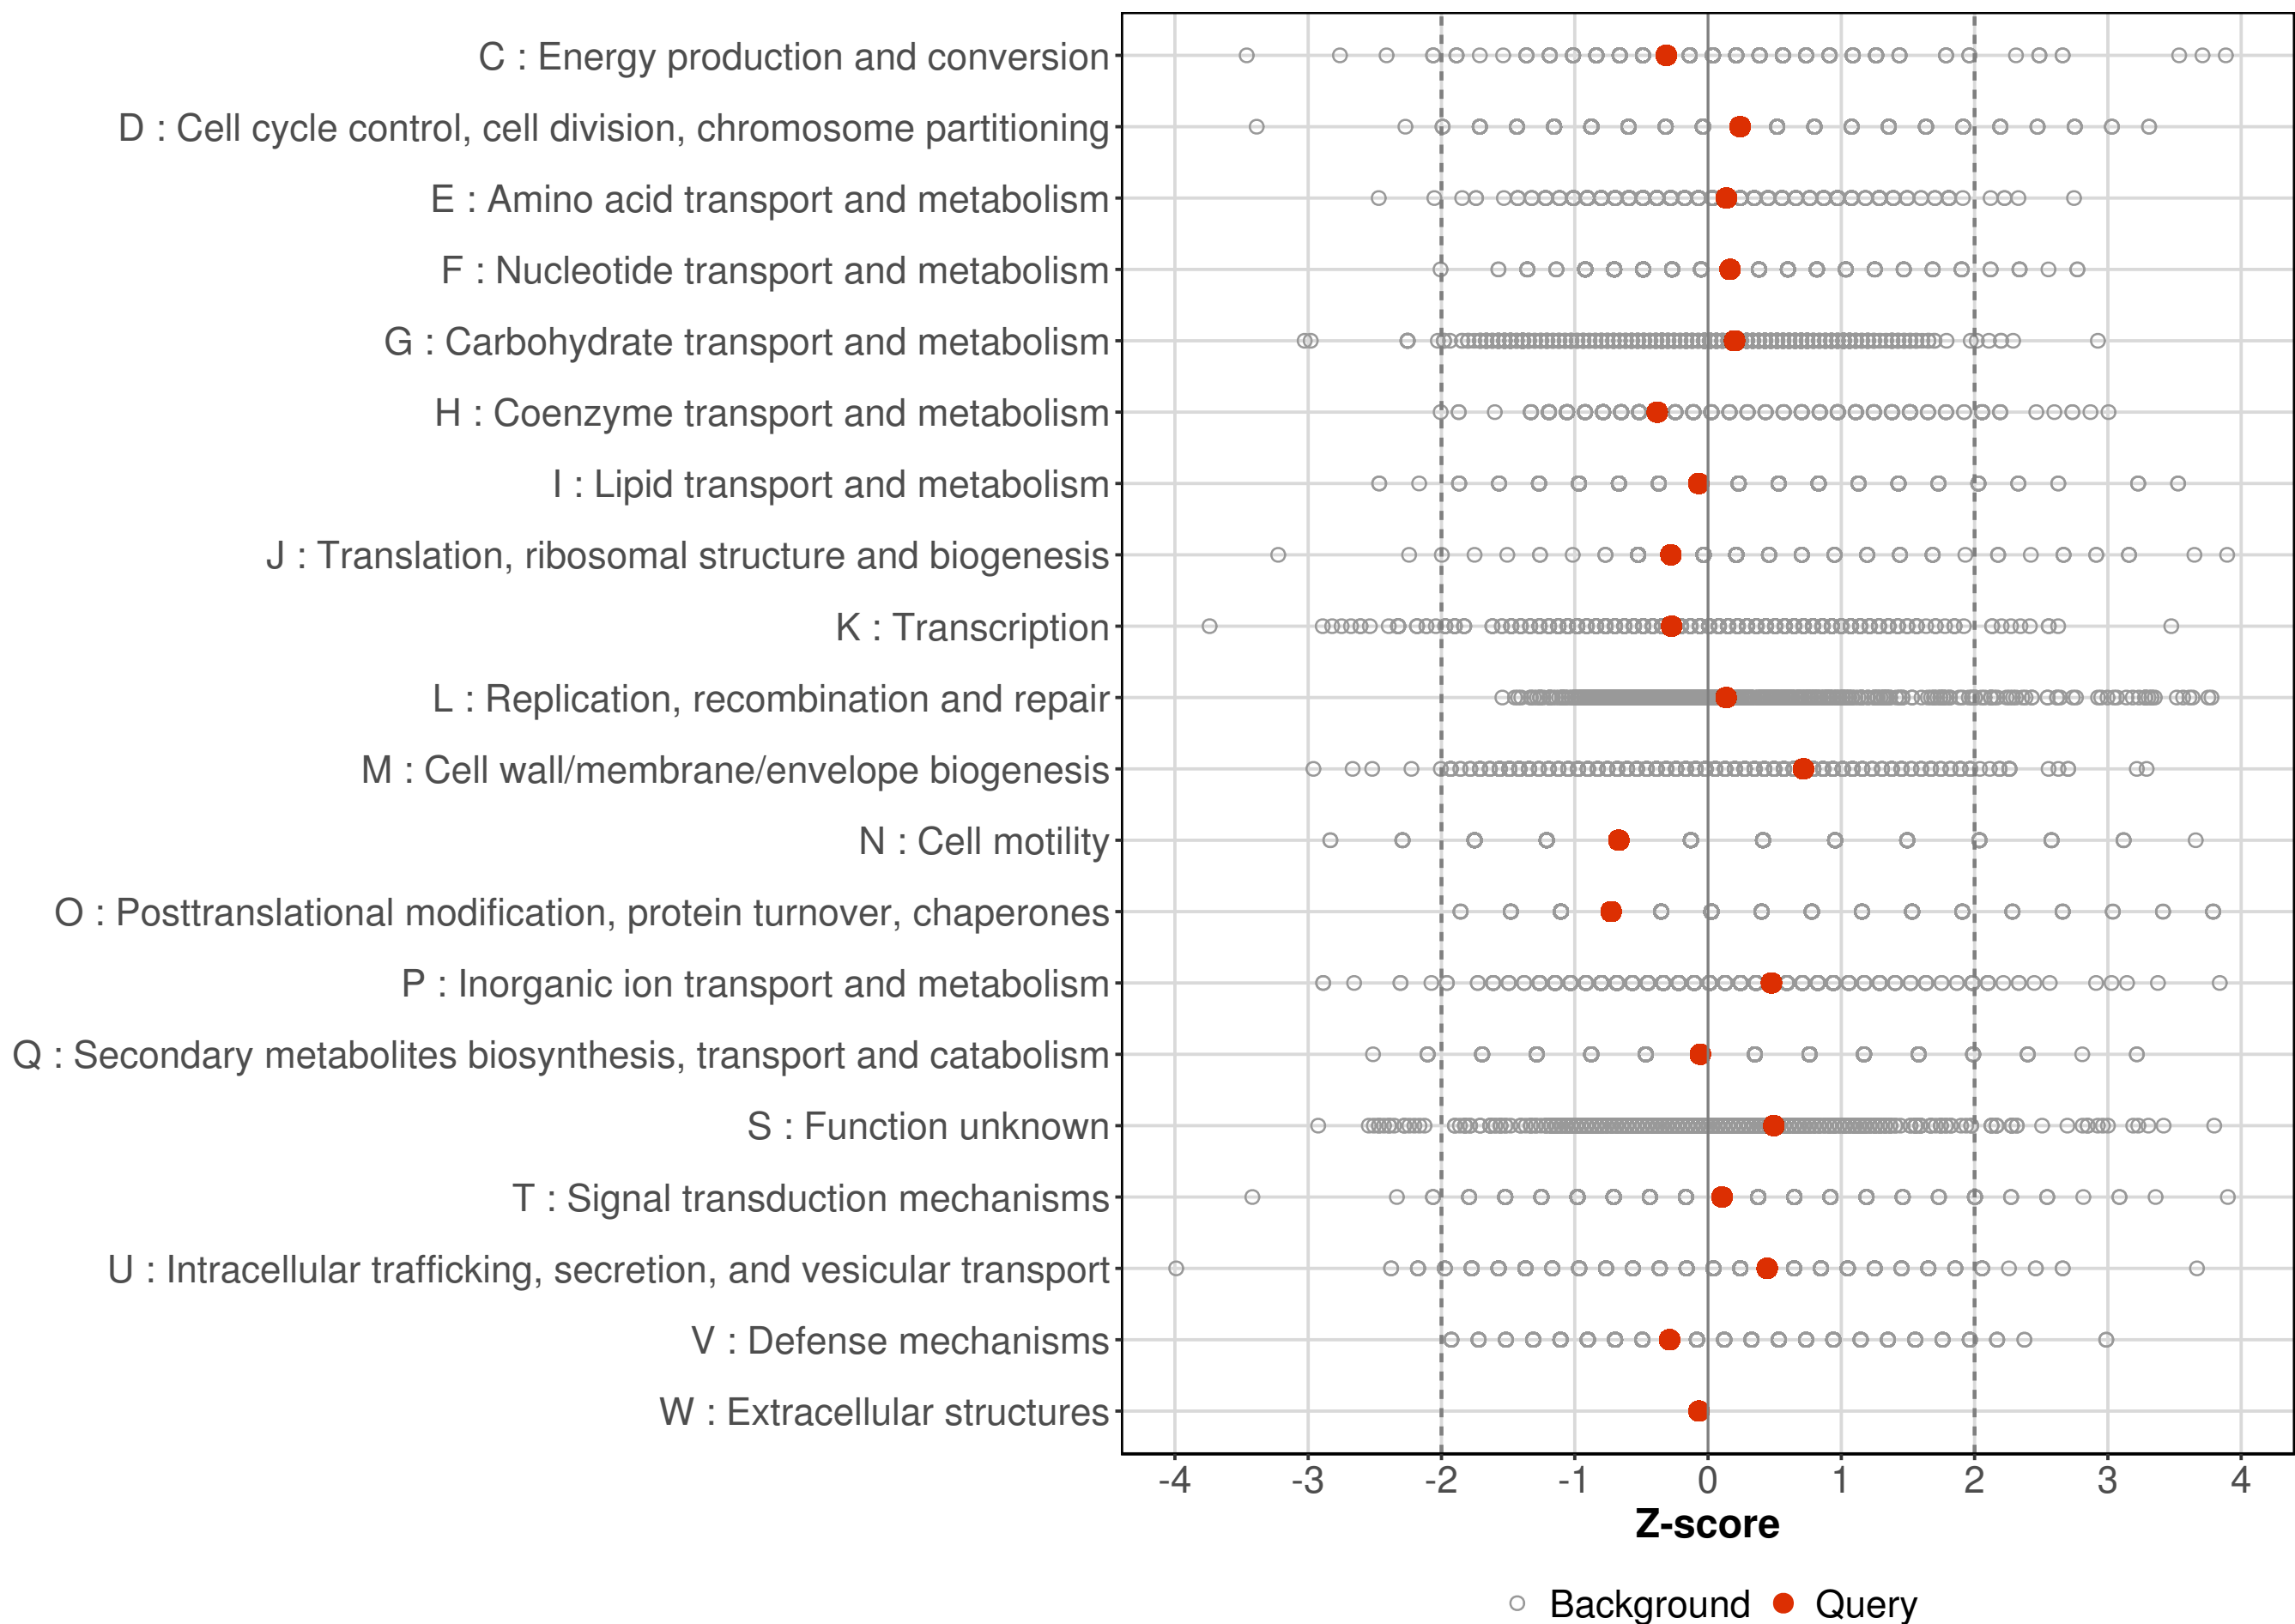 C : Energy production and conversion
D : Cell cycle control, cell division, chromosome partitioning
E : Amino acid transport and metabolism
F : Nucleotide transport and metabolism
G : Carbohydrate transport and metabolism
H : Coenzyme transport and metabolism
I : Lipid transport and metabolism
J : Translation, ribosomal structure and biogenesis
K : Transcription
L : Replication, recombination and repair
M : Cell wall/membrane/envelope biogenesis
N : Cell motility
O : Posttranslational modification, protein turnover, chaperones
P : Inorganic ion transport and metabolism
Q : Secondary metabolites biosynthesis, transport and catabolism
S : Function unknown
T : Signal transduction mechanisms
U : Intracellular trafficking, secretion, and vesicular transport
V : Defense mechanisms
W : Extracellular structures
-4 -3 -2 -1 0 1 2 3 4
Z-score
Background Query